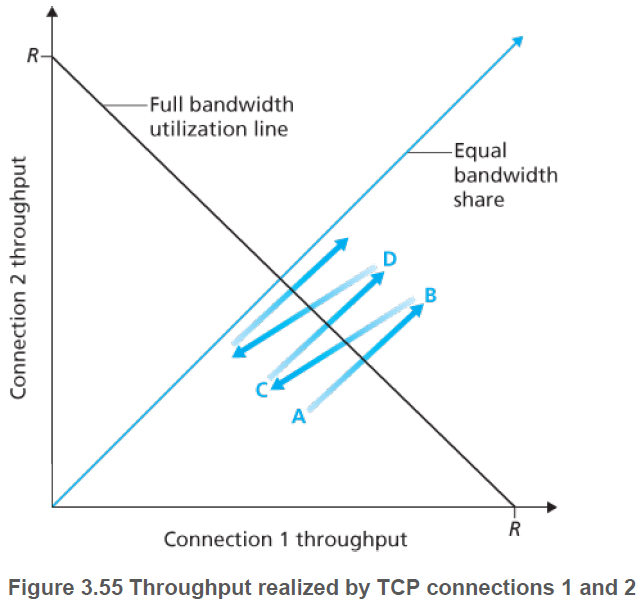 R
Full bandwidth
utilization line
Equal
bandwidth
share
D
B
C
A
Connection 2 throughput
R
Connection 1 throughput
Figure 3.55 Throughput realized by TCP connections 1 and 2